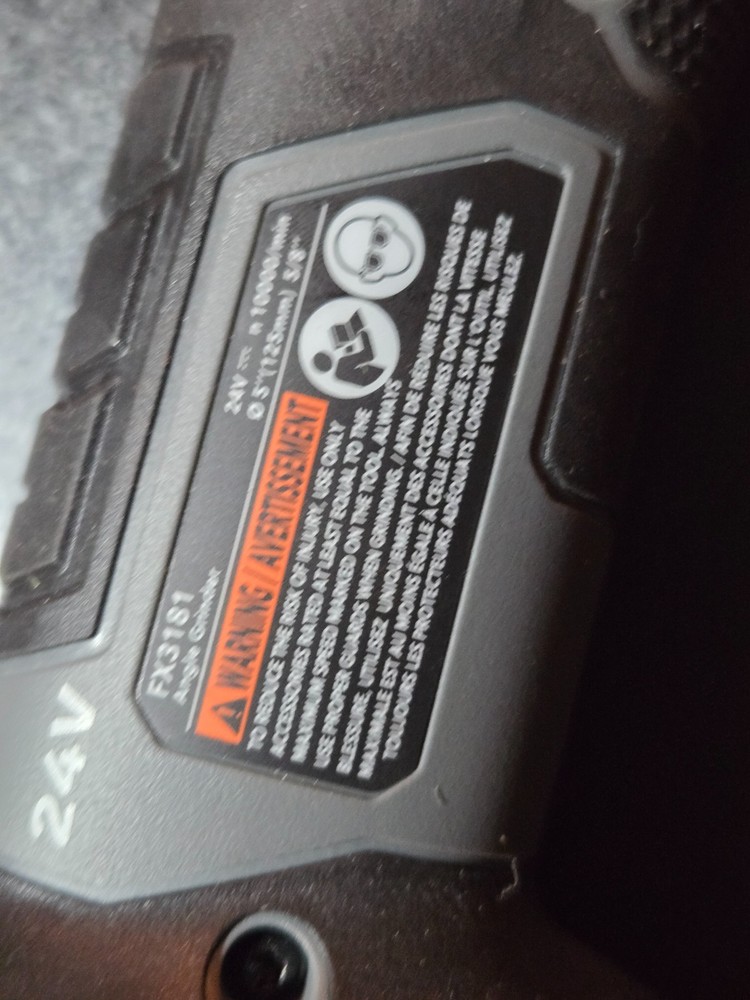 24V
FX3181
Angle Grinder
24V ⎓ n 10000/min
Ø 5"(125mm) 5/8"
⚠ WARNING / AVERTISSEMENT
TO REDUCE THE RISK OF INJURY, USE ONLY
ACCESSORIES RATED AT LEAST EQUAL TO THE
MAXIMUM SPEED MARKED ON THE TOOL, ALWAYS
USE PROPER GUARDS WHEN GRINDING. / AFIN DE RÉDUIRE LES RISQUES DE
BLESSURE, UTILISEZ UNIQUEMENT DES ACCESSOIRES DONT LA VITESSE
MAXIMALE EST AU MOINS ÉGALE À CELLE INDIQUÉE SUR L'OUTIL. UTILISEZ
TOUJOURS LES PROTECTEURS ADÉQUATS LORSQUE VOUS MEULEZ